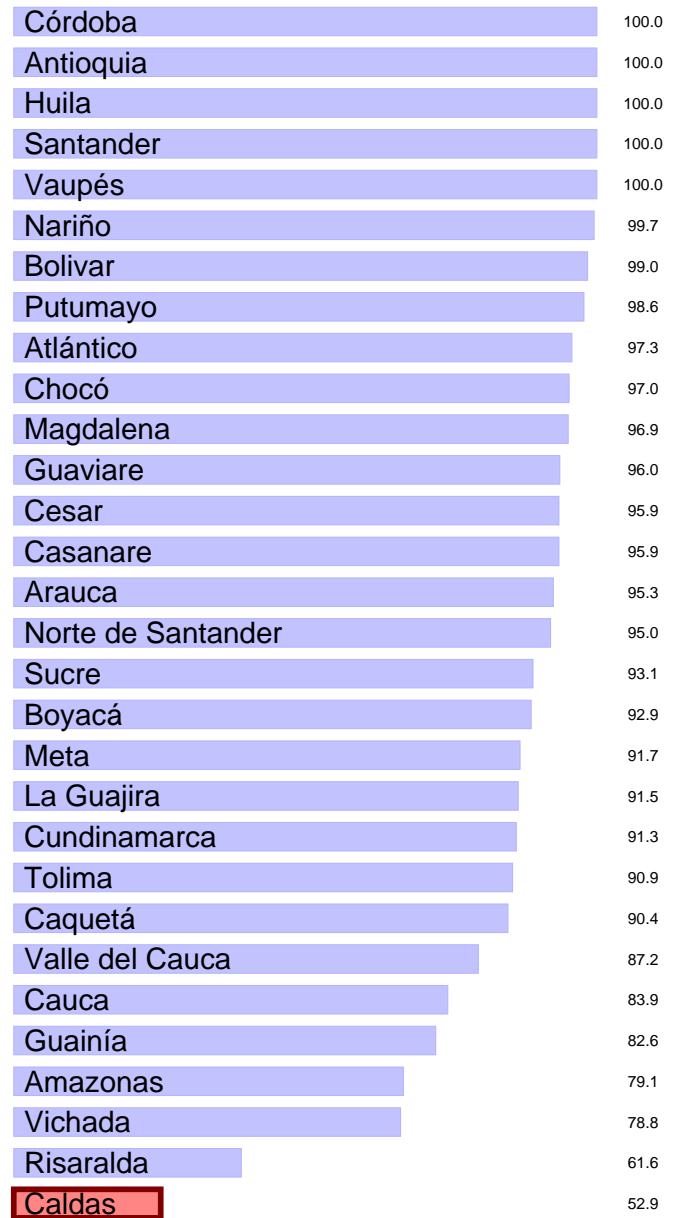 Córdoba 100.0
Antioquia 100.0
Huila 100.0
Santander 100.0
Vaupés 100.0
Nariño 99.7
Bolivar 99.0
Putumayo 98.6
Atlántico 97.3
Chocó 97.0
Magdalena 96.9
Guaviare 96.0
Cesar 95.9
Casanare 95.9
Arauca 95.3
Norte de Santander 95.0
Sucre 93.1
Boyacá 92.9
Meta 91.7
La Guajira 91.5
Cundinamarca 91.3
Tolima 90.9
Caquetá 90.4
Valle del Cauca 87.2
Cauca 83.9
Guainía 82.6
Amazonas 79.1
Vichada 78.8
Risaralda 61.6
Caldas 52.9